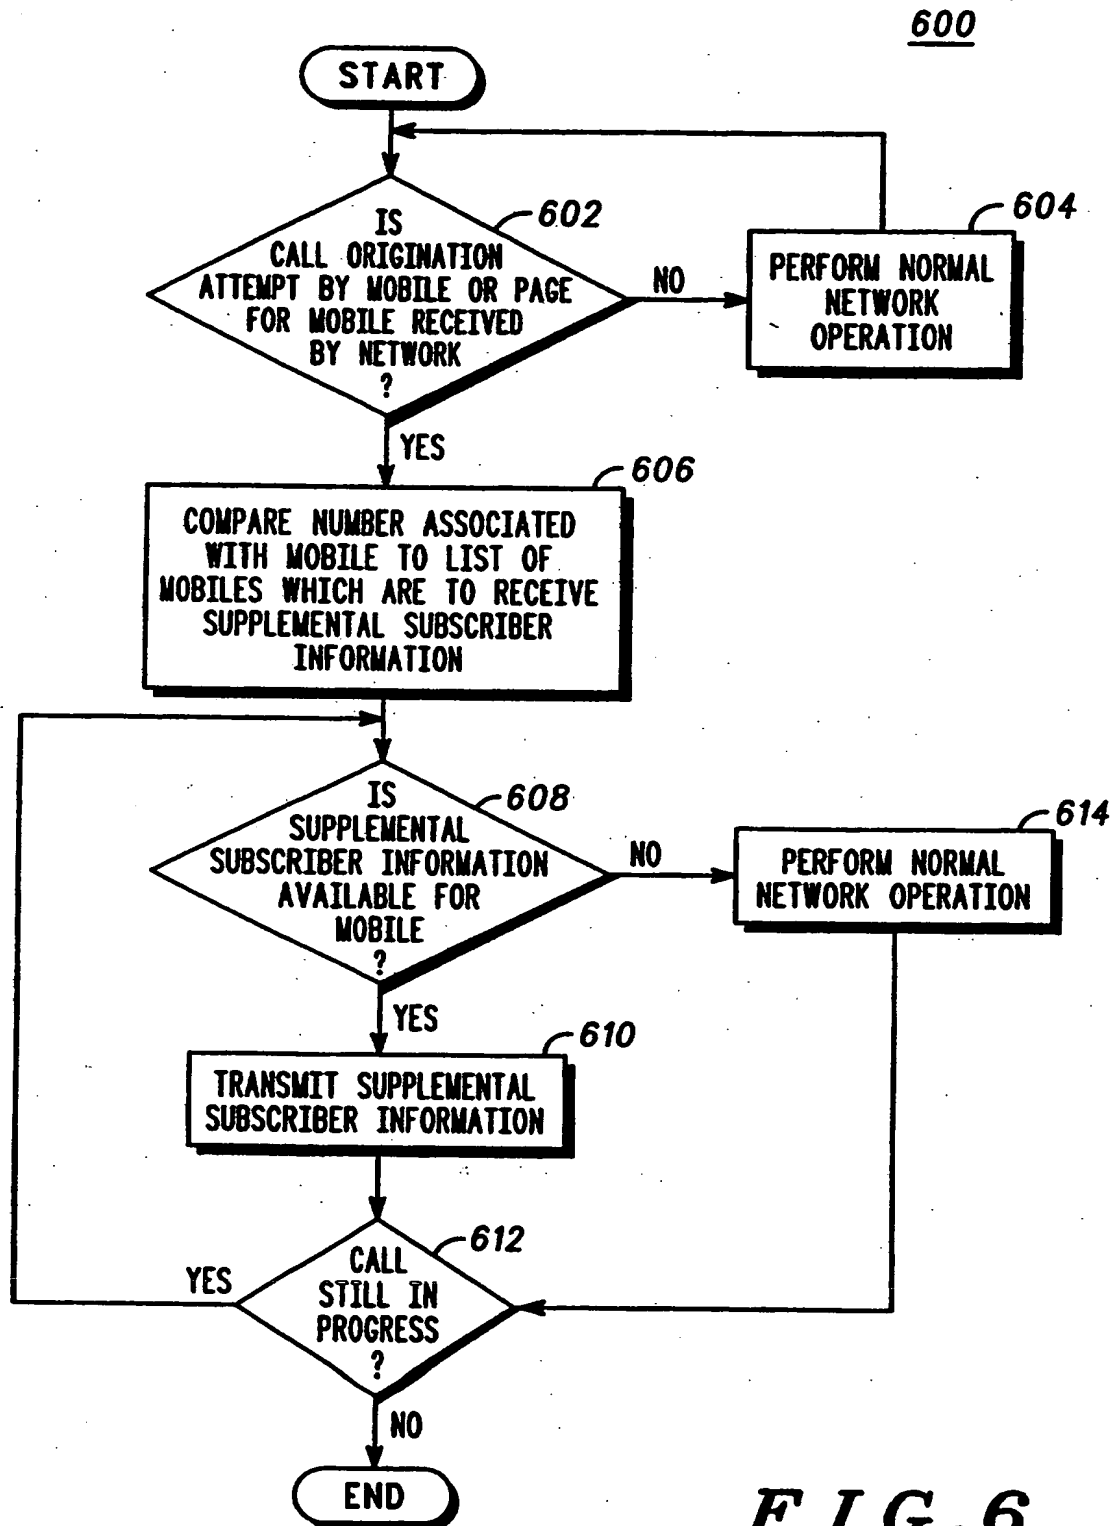 600
START
IS
CALL ORIGINATION
ATTEMPT BY MOBILE OR PAGE
FOR MOBILE RECEIVED
BY NETWORK
?
602
NO
604
PERFORM NORMAL
NETWORK
OPERATION
YES
606
COMPARE NUMBER ASSOCIATED
WITH MOBILE TO LIST OF
MOBILES WHICH ARE TO RECEIVE
SUPPLEMENTAL SUBSCRIBER
INFORMATION
IS
SUPPLEMENTAL
SUBSCRIBER INFORMATION
AVAILABLE FOR
MOBILE
?
608
NO
614
PERFORM NORMAL
NETWORK OPERATION
YES
610
TRANSMIT SUPPLEMENTAL
SUBSCRIBER INFORMATION
612
CALL
STILL IN
PROGRESS
?
YES
NO
END
FIG. 6